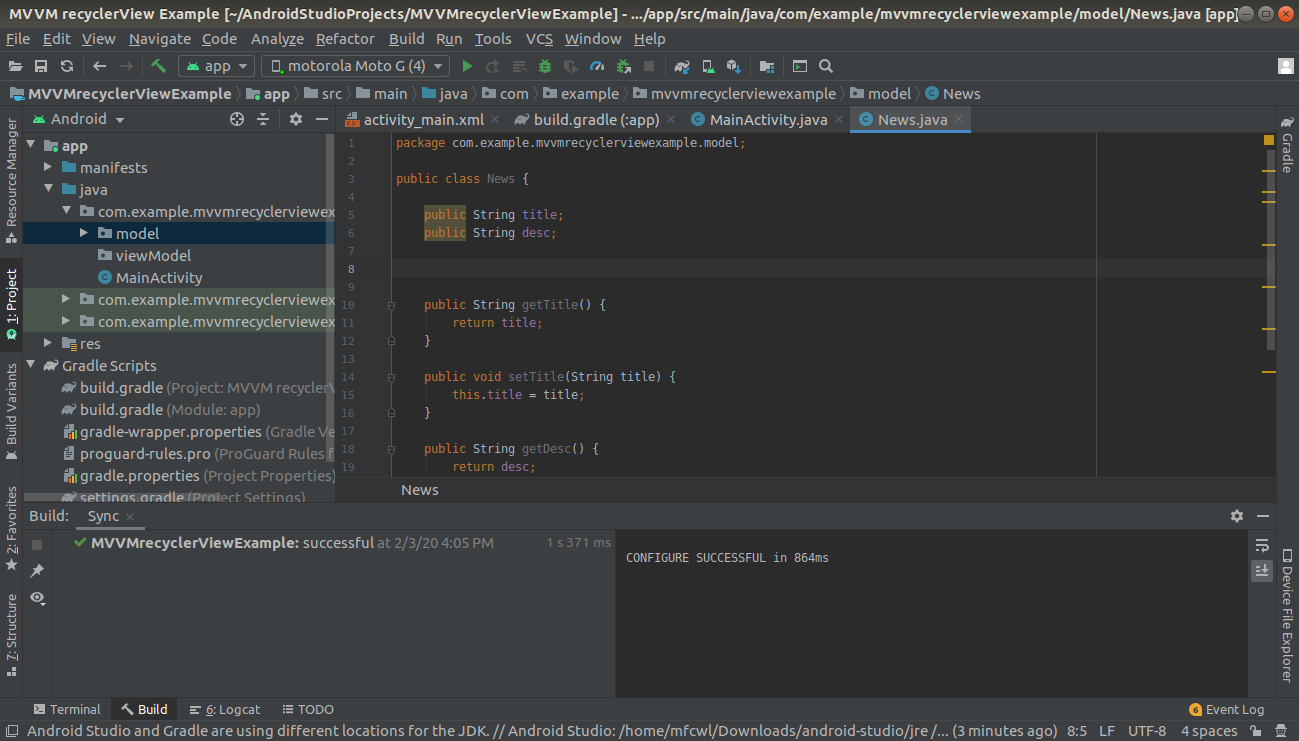 MVVM recyclerView Example [~/AndroidStudioProjects/MVVMrecyclerViewExample] - .../app/src/main/java/com/example/mvvmrecyclerviewexample/model/News.java [app]
File Edit View Navigate Code Analyze Refactor Build Run Tools VCS Window Help
app motorola Moto G (4)
MVVMrecyclerViewExample app src main java com example mvvmrecyclerviewexample model News
Android
activity_main.xml build.gradle (:app) MainActivity.java News.java
Resource Manager
1: Project
Build Variants
2: Favorites
7: Structure
app
manifests
java
com.example.mvvmrecyclerviewex
model
viewModel
MainActivity
com.example.mvvmrecyclerviewex
com.example.mvvmrecyclerviewex
res
Gradle Scripts
build.gradle (Project: MVVM recyclerV
build.gradle (Module: app)
gradle-wrapper.properties (Gradle Ve
proguard-rules.pro (ProGuard Rules f
gradle.properties (Project Properties)
settings.gradle (Project Settings)
1 package com.example.mvvmrecyclerviewexample.model;
2
3 public class News {
4
5 public String title;
6 public String desc;
7
8
9
10 public String getTitle() {
11 return title;
12 }
13
14 public void setTitle(String title) {
15 this.title = title;
16 }
17
18 public String getDesc() {
19 return desc;
News
Gradle
Device File Explorer
Build: Sync
MVVMrecyclerViewExample: successful at 2/3/20 4:05 PM 1 s 371 ms
CONFIGURE SUCCESSFUL in 864ms
Terminal Build 6: Logcat TODO 6 Event Log
Android Studio and Gradle are using different locations for the JDK. // Android Studio: /home/mfcwl/Downloads/android-studio/jre /... (3 minutes ago) 8:5 LF UTF-8 4 spaces